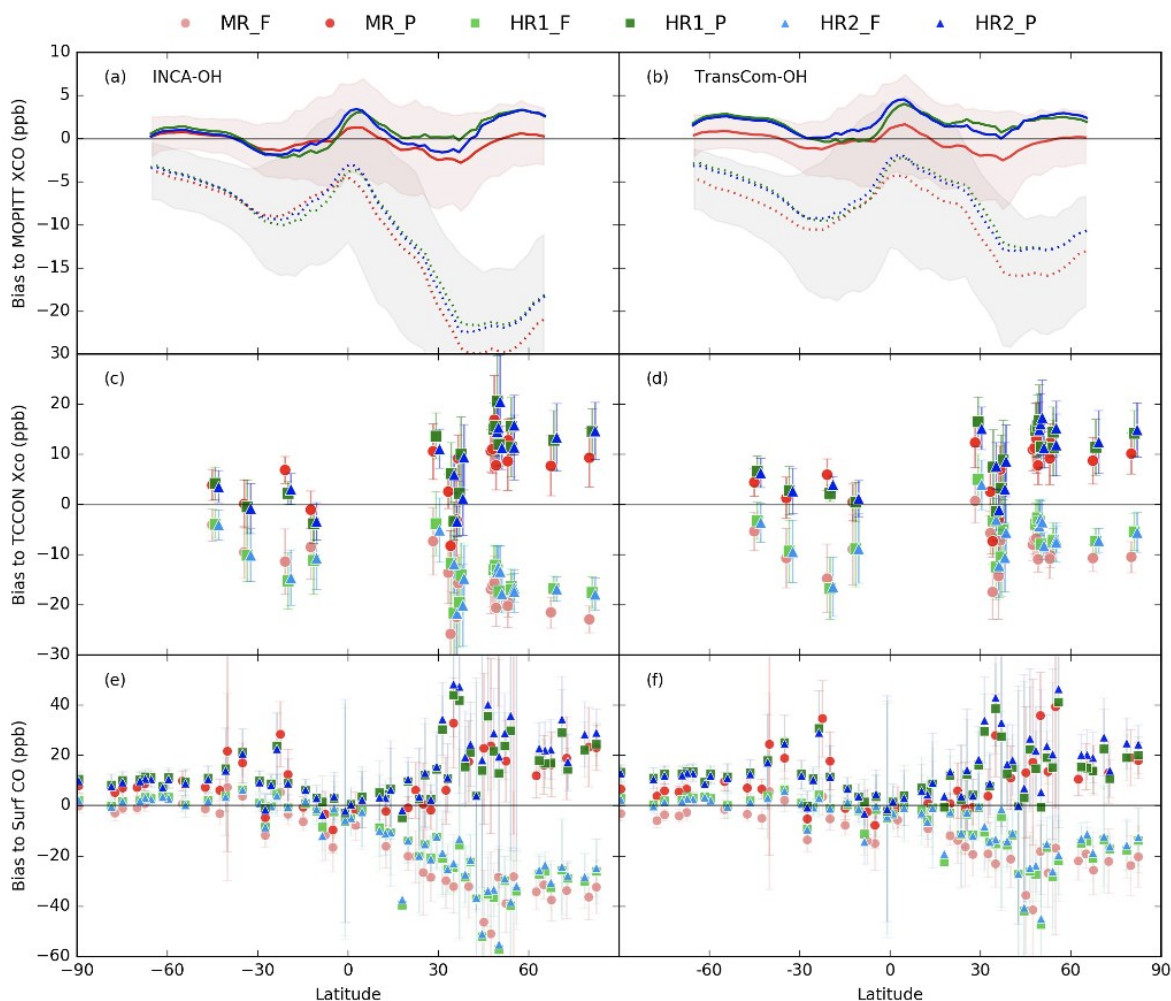 MR_F MR_P HR1_F HR1_P HR2_F HR2_P
10
5
0
−5
−10
−15
−20
30
Bias to MOPITT XCO (ppb)
(a) INCA-OH
(b) TransCom-OH
20
10
0
−10
−20
−30
Bias to TCCON Xco (ppb)
(c)
(d)
40
20
0
−20
−40
−60
Bias to Surf CO (ppb)
(e)
(f)
−90 −60 −30 0 30 60
-60 -30 0 30 60 90
Latitude Latitude